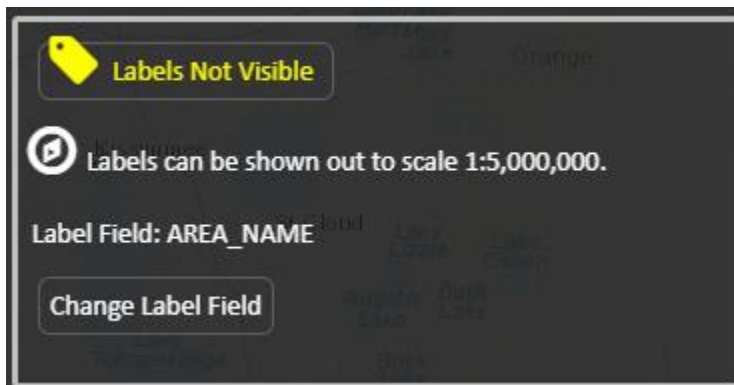 Orange
Labels Not Visible
Labels can be shown out to scale 1:5,000,000.
Label Field: AREA_NAME
Change Label Field